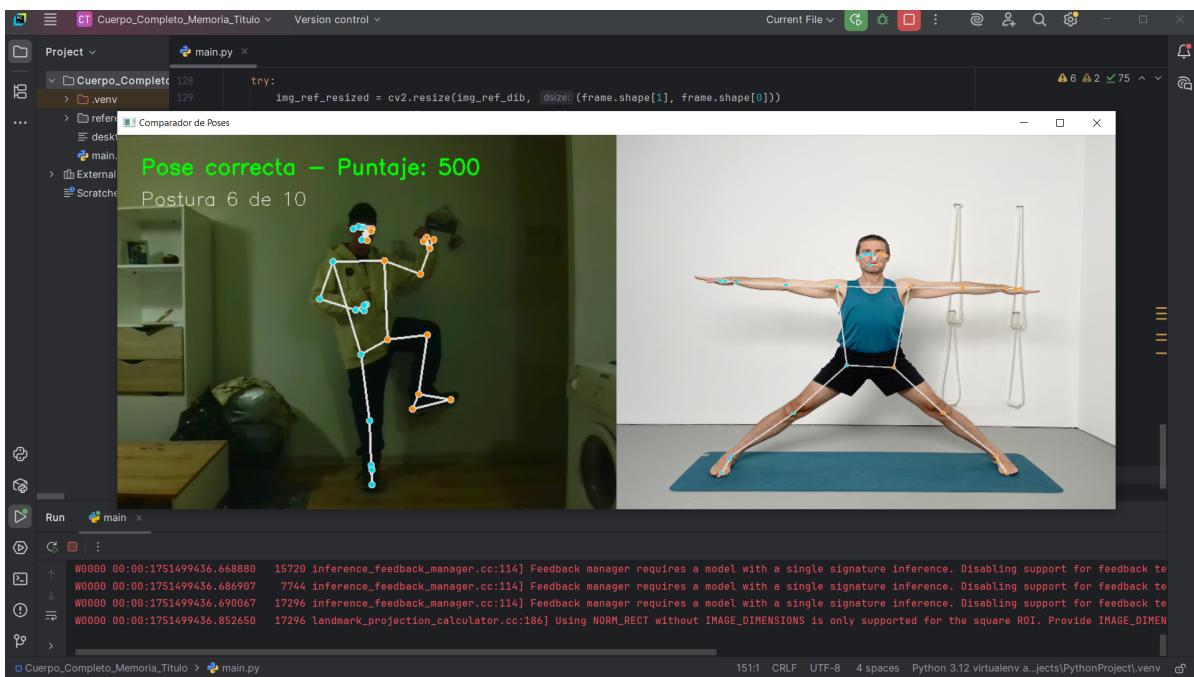 CT Cuerpo_Completo_Memoria_Titulo Version control Current File
Project main.py
Cuerpo_Complet 128 try: 6 2 75
.venv 129 img_ref_resized = cv2.resize(img_ref_dib, dsize: (frame.shape[1], frame.shape[0]))
refere
Comparador de Poses
deskt
main.
External
Scratche
Pose correcta – Puntaje: 500
Postura 6 de 10
Run main
W0000 00:00:1751499436.668880 15720 inference_feedback_manager.cc:114] Feedback manager requires a model with a single signature inference. Disabling support for feedback te
W0000 00:00:1751499436.686907 7744 inference_feedback_manager.cc:114] Feedback manager requires a model with a single signature inference. Disabling support for feedback te
W0000 00:00:1751499436.690067 17296 inference_feedback_manager.cc:114] Feedback manager requires a model with a single signature inference. Disabling support for feedback te
W0000 00:00:1751499436.852650 17296 landmark_projection_calculator.cc:186] Using NORM_RECT without IMAGE_DIMENSIONS is only supported for the square ROI. Provide IMAGE_DIMEN
Cuerpo_Completo_Memoria_Titulo > main.py 151:1 CRLF UTF-8 4 spaces Python 3.12 virtualenv a...jects\PythonProject\.venv